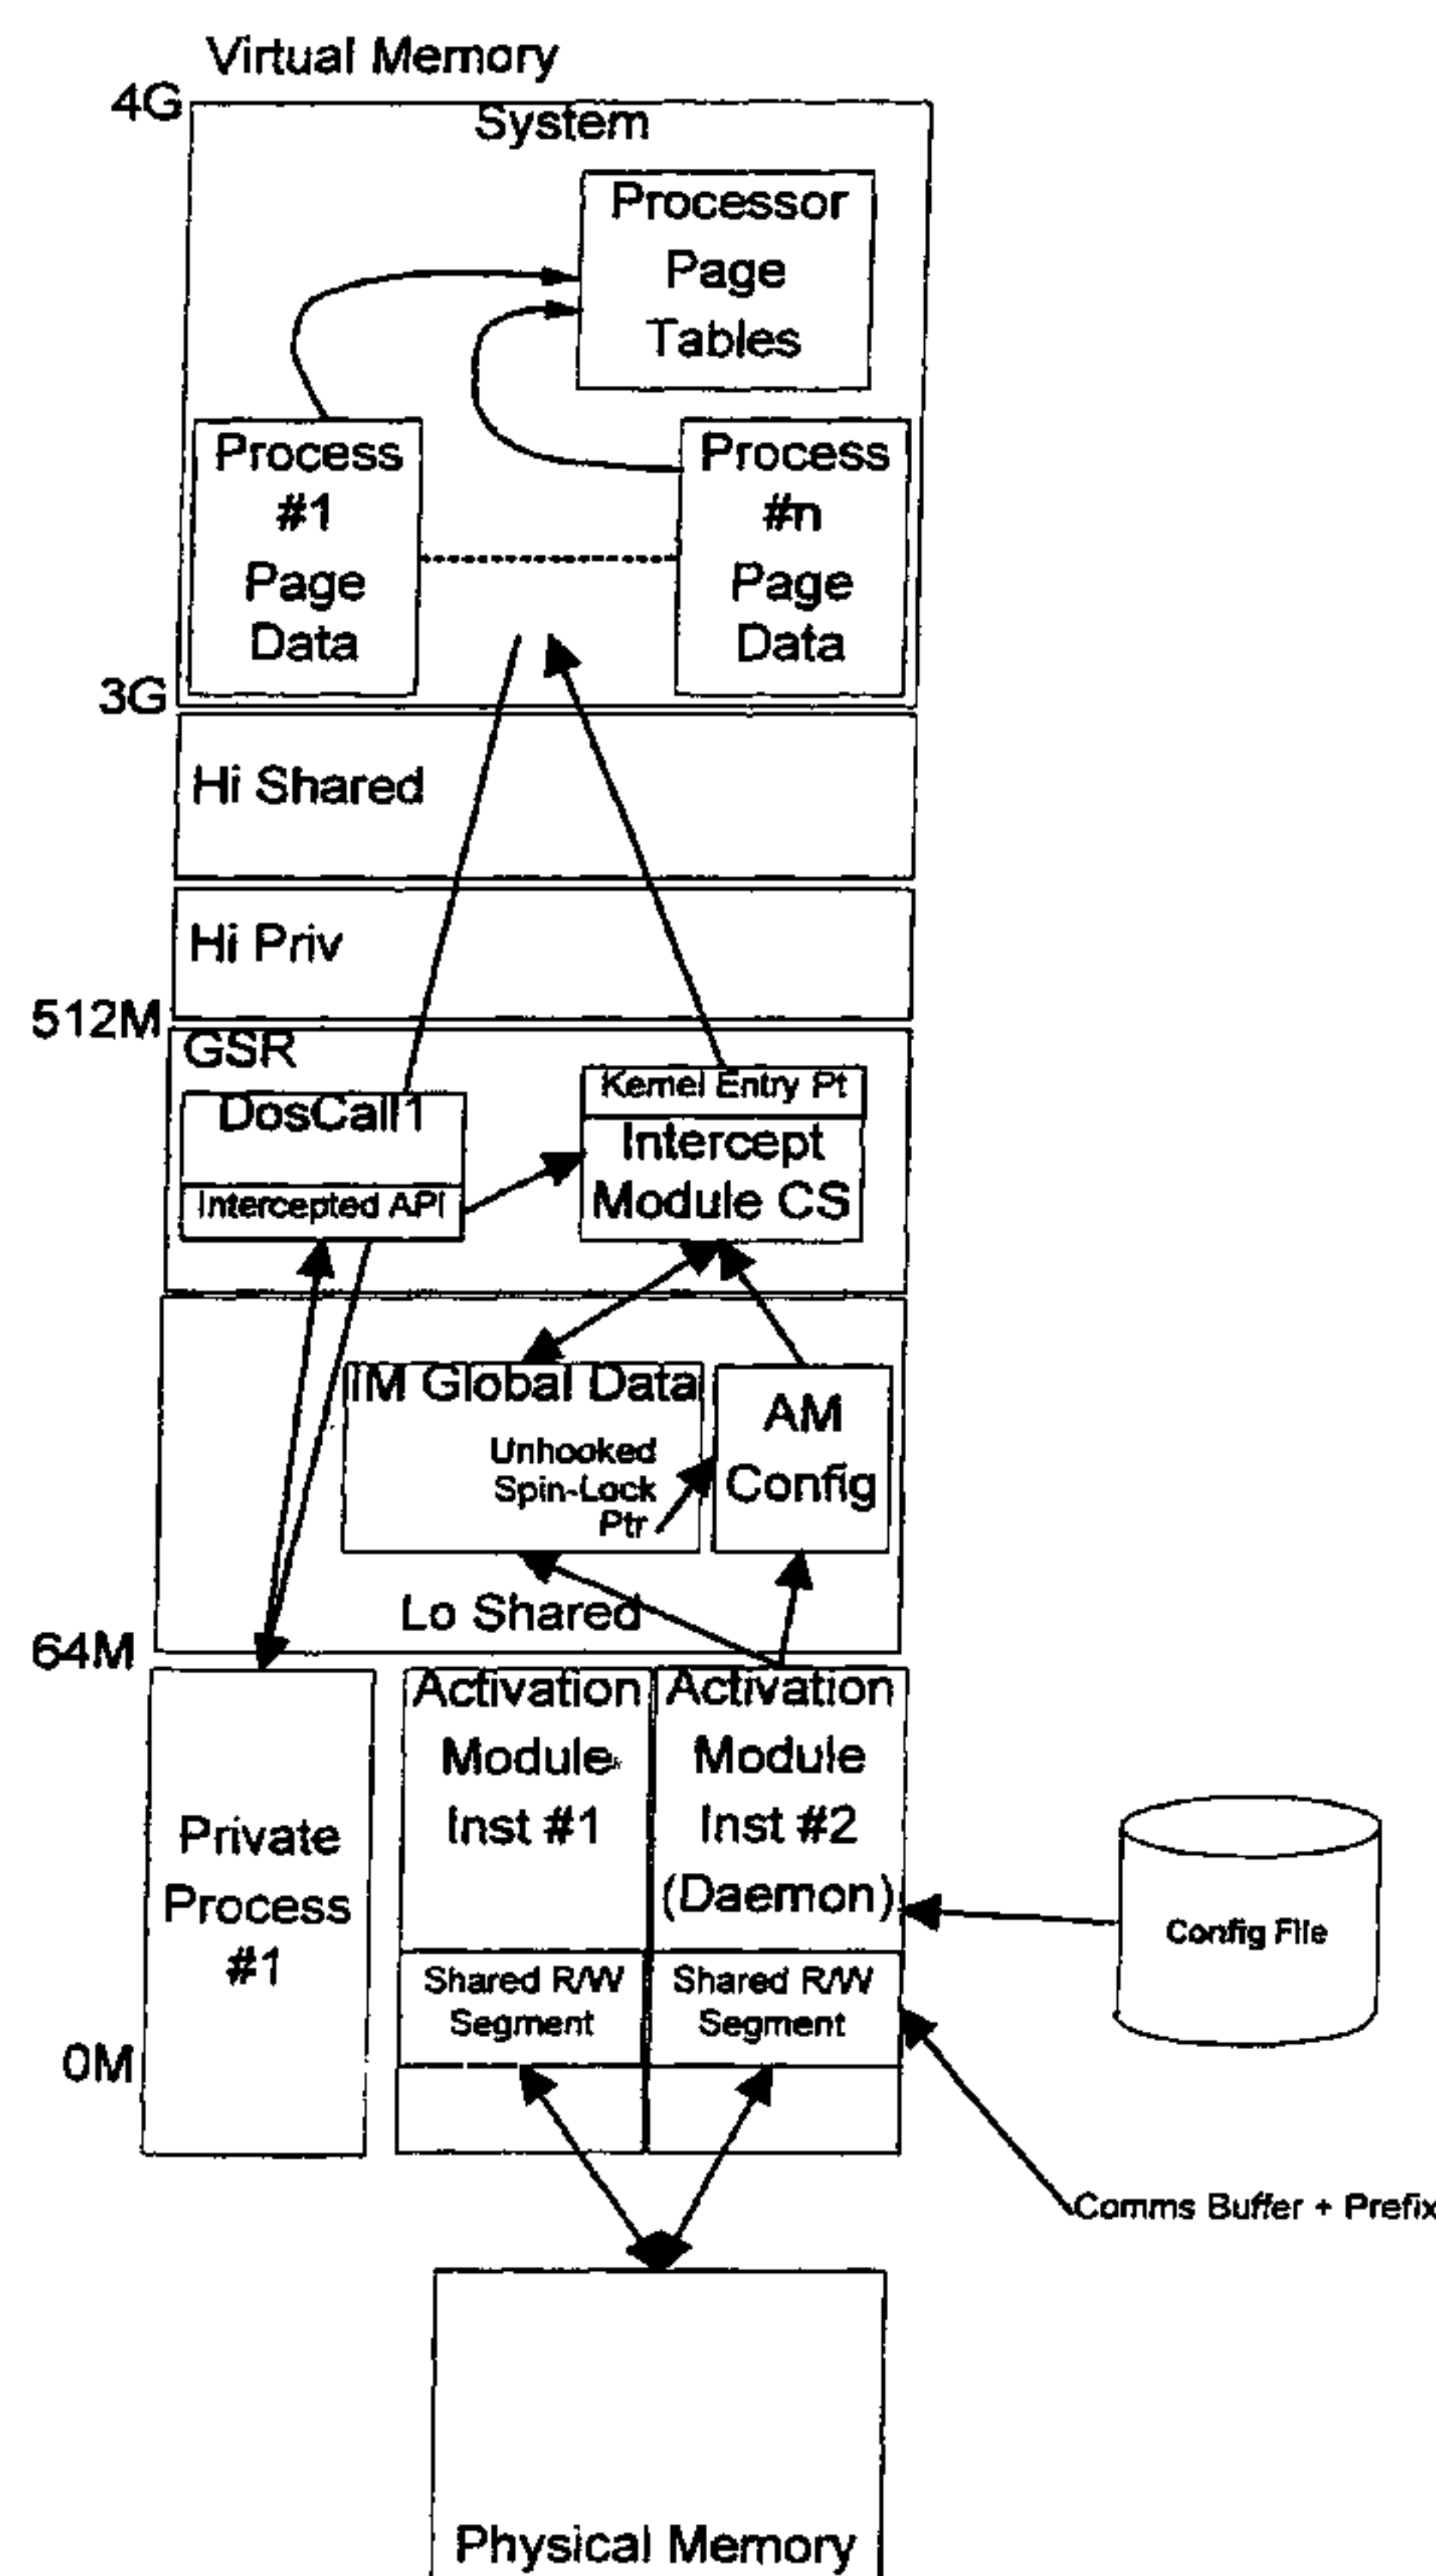 Virtual Memory
4G
System
Processor
Page
Tables
Process
#1
Page
Data
Process
#n
Page
Data
3G
Hi Shared
Hi Priv
512M
GSR
DosCall1
Intercepted API
Kernel Entry Pt
Intercept
Module CS
IM Global Data
Unhooked
Spin-Lock
Ptr
AM
Config
Lo Shared
64M
Private
Process
#1
Activation
Module
Inst #1
Activation
Module
Inst #2
(Daemon)
Shared R/W
Segment
Shared R/W
Segment
Config File
0M
Comms Buffer + Prefix
Physical Memory